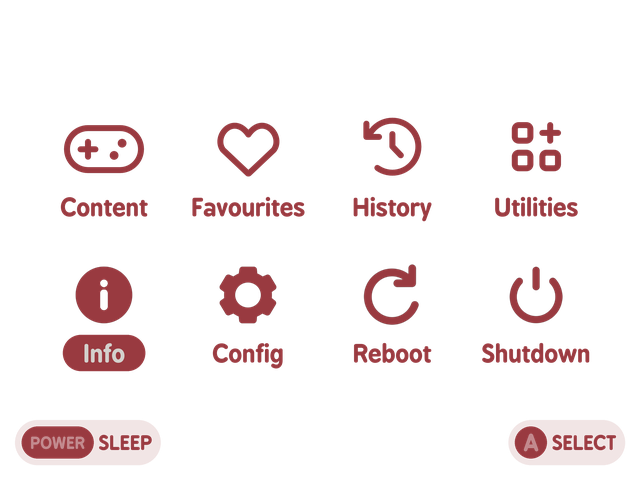 Content Favourites History Utilities
Info Config Reboot Shutdown
POWER SLEEP A SELECT